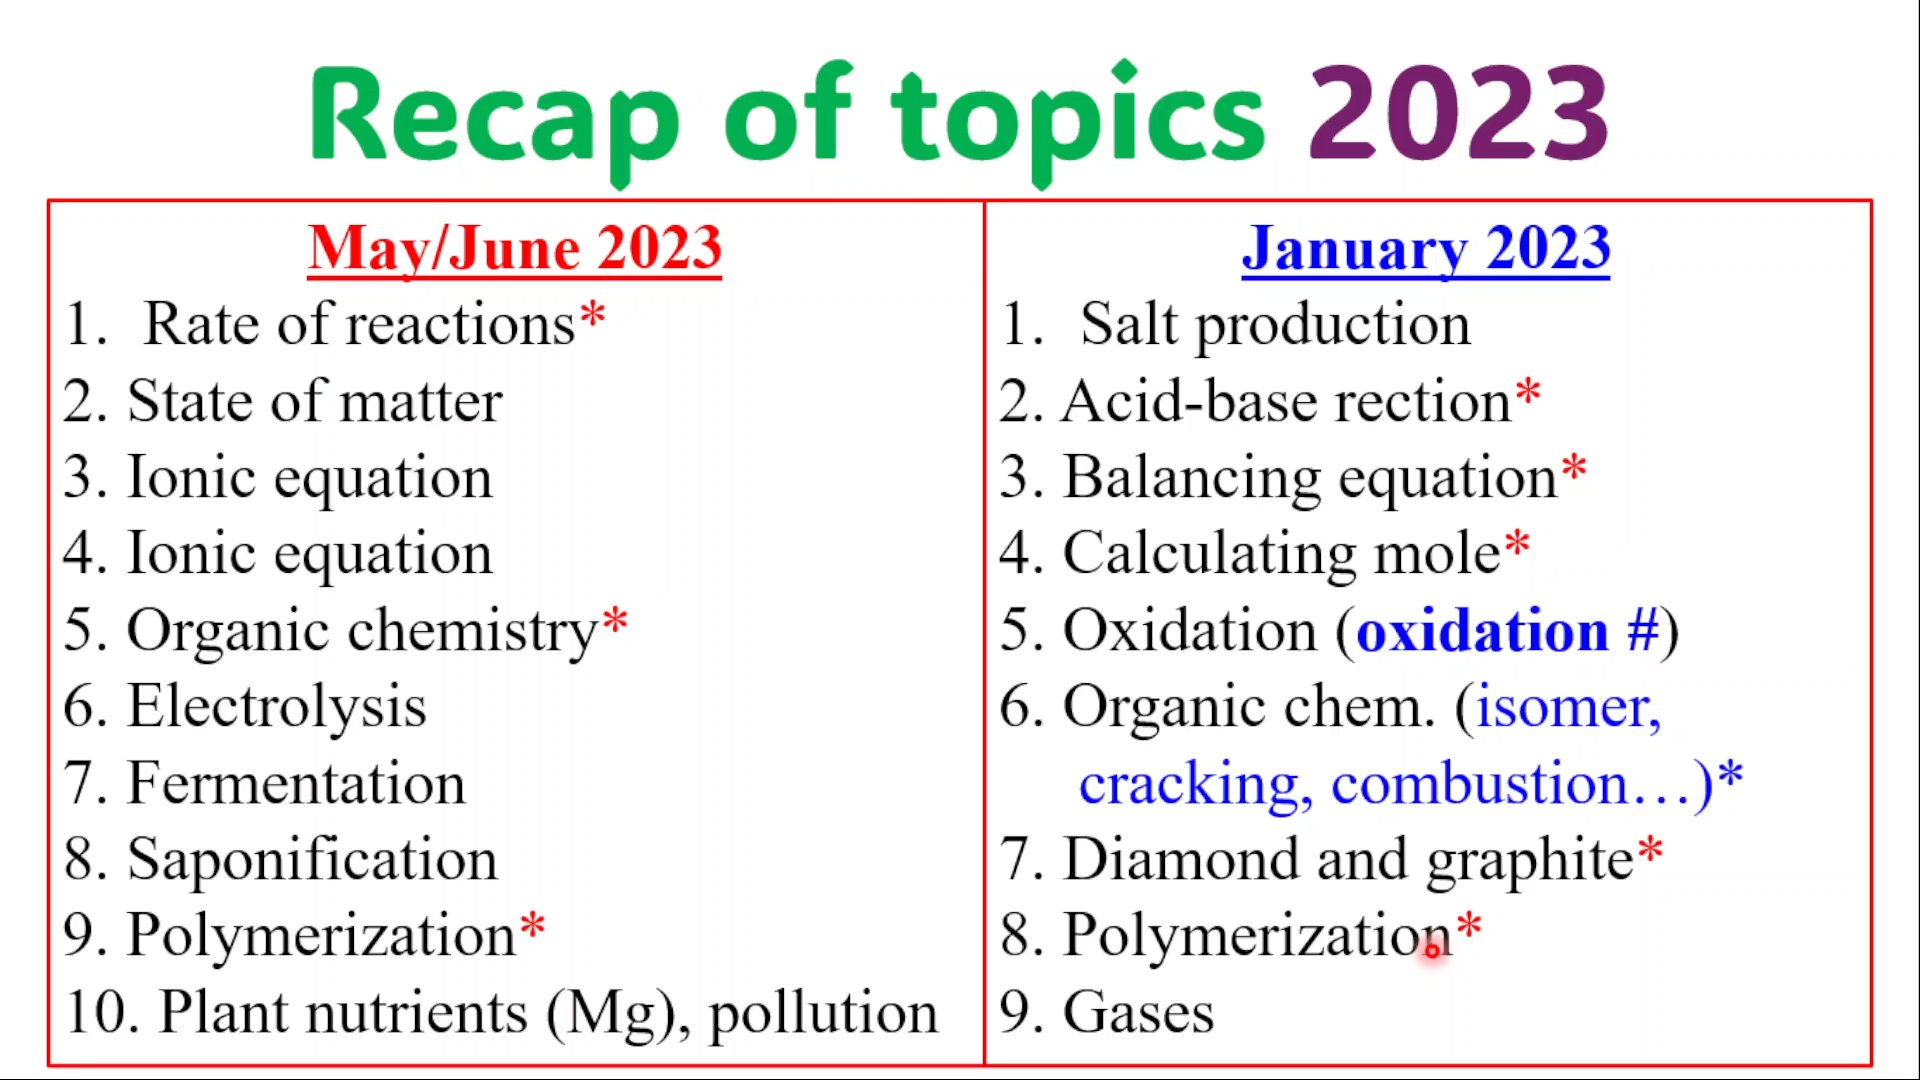 Recap of topics 2023
May/June 2023
1. Rate of reactions*
2. State of matter
3. Ionic equation
4. Ionic equation
5. Organic chemistry*
6. Electrolysis
7. Fermentation
8. Saponification
9. Polymerization*
10. Plant nutrients (Mg), pollution
January 2023
1. Salt production
2. Acid-base rection*
3. Balancing equation*
4. Calculating mole*
5. Oxidation (oxidation #)
6. Organic chem. (isomer,
cracking, combustion…)*
7. Diamond and graphite*
8. Polymerization*
9. Gases